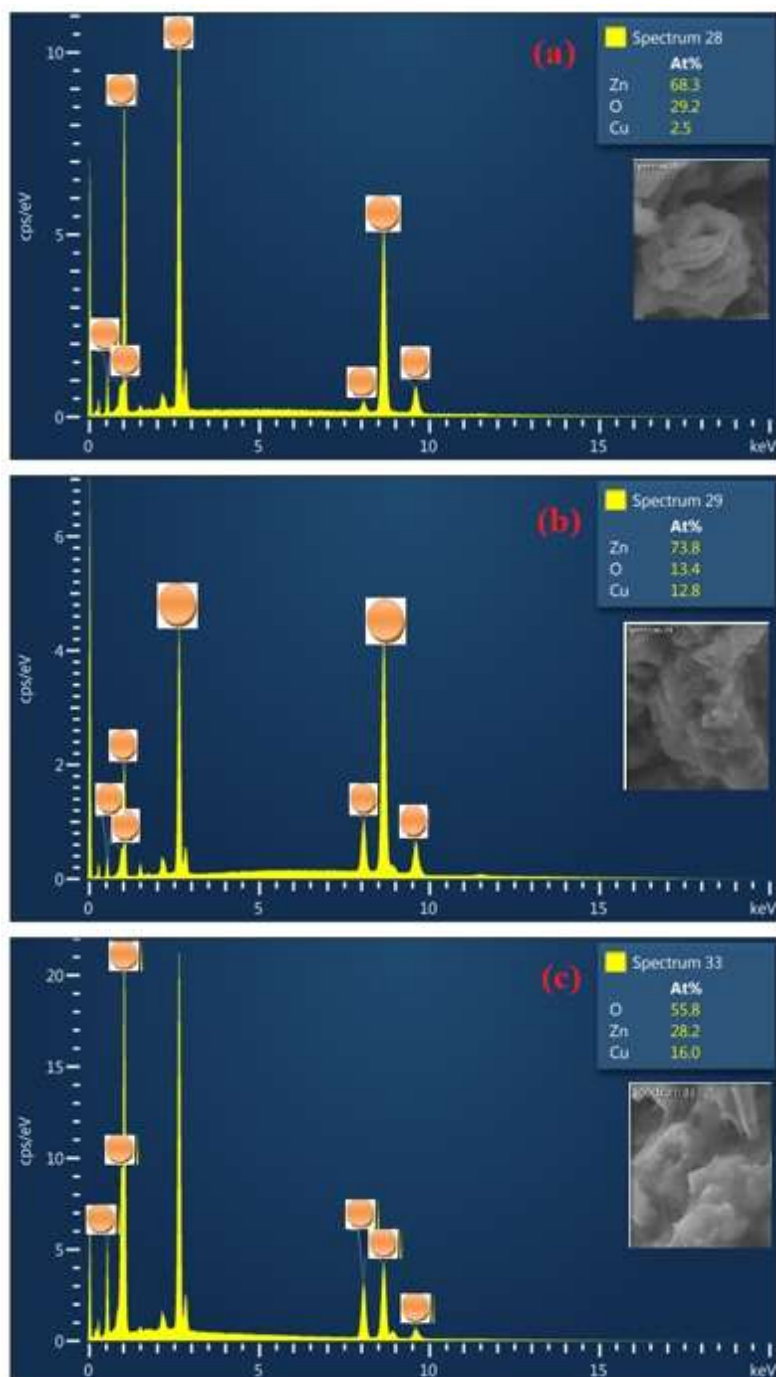 (a)
Spectrum 28
At%
Zn 68.3
O 29.2
Cu 2.5
cps/eV
10
5
0
0 5 10 15 keV
(b)
Spectrum 29
At%
Zn 73.8
O 13.4
Cu 12.8
cps/eV
6
4
2
0
0 5 10 15 keV
(c)
Spectrum 33
At%
O 55.8
Zn 28.2
Cu 16.0
cps/eV
20
15
10
5
0
0 5 10 15 keV